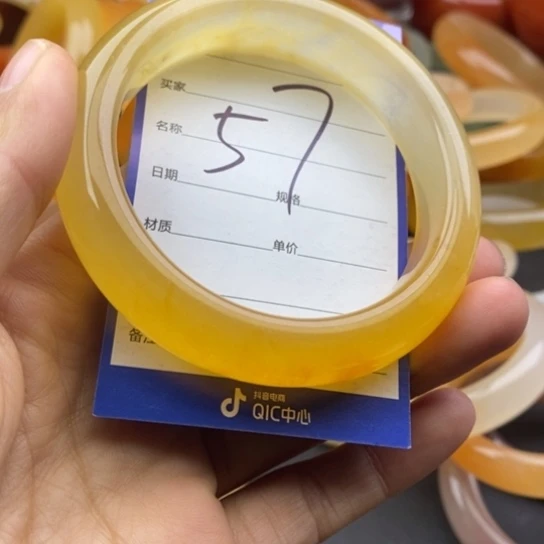 买家
名称 57
日期 规格
材质 单价
备注
抖音电商
QIC中心